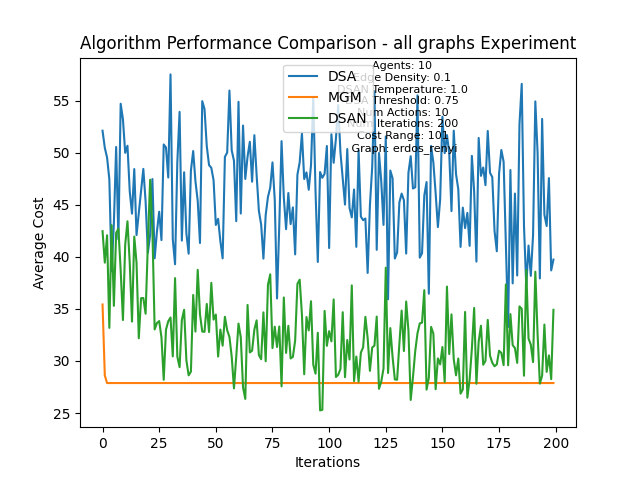 Algorithm Performance Comparison - all graphs Experiment
Agents: 10
Edge Density: 0.1
DSAN Temperature: 1.0
Threshold: 0.75
Num Actions: 10
Num Iterations: 200
Cost Range: 101
Graph: erdos_renyi
DSA
MGM
DSAN
Average Cost
55
50
45
40
35
30
25
0
25
50
75
100
125
150
175
200
Iterations